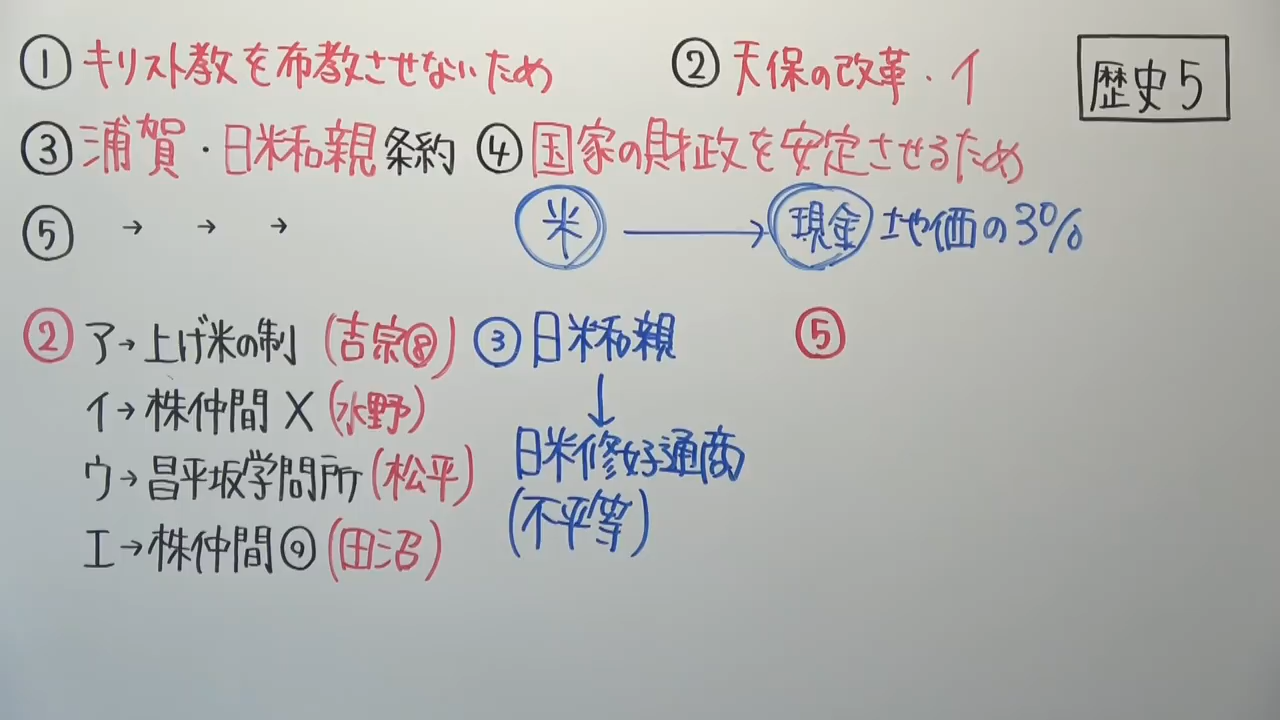 ① キリスト教を布教させないため ② 天保の改革・イ 歴史5
③ 浦賀・日米和親条約 ④ 国家の財政を安定させるため
⑤ → → → 米 → 現金 地価の3%
② ア→上げ米の制 (吉宗⑧)
イ→株仲間 X (水野)
ウ→昌平坂学問所 (松平)
エ→株仲間 (田沼)
③ 日米和親
↓
日米修好通商
(不平等)
⑤